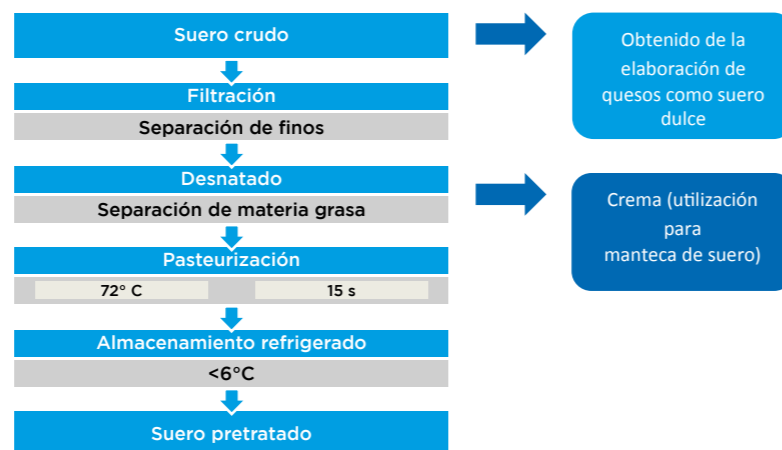 Suero crudo
Obtenido de la
elaboración de
quesos como suero
dulce
Filtración
Separación de finos
Desnatado
Separación de materia grasa
Crema (utilización
para
manteca de suero)
Pasteurización
72° C
15 s
Almacenamiento refrigerado
<6°C
Suero pretratado